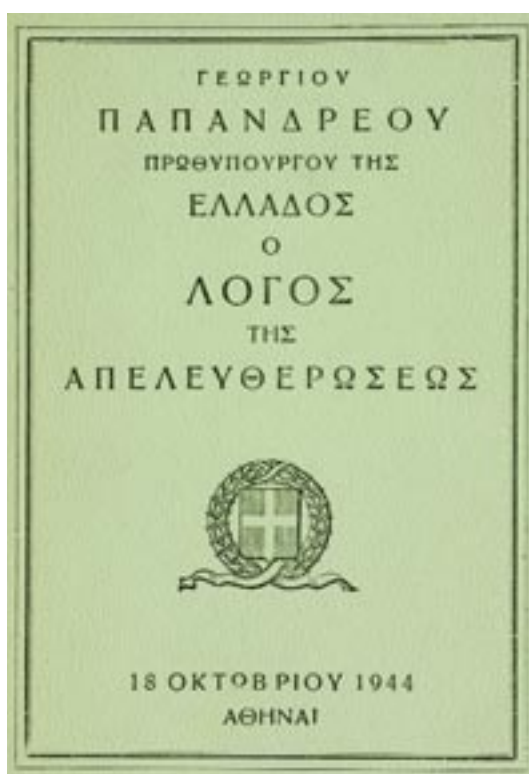 ΓΕΩΡΓΙΟΥ
ΠΑΠΑΝΔΡΕΟΥ
ΠΡΩΘΥΠΟΥΡΓΟΥ ΤΗΣ
ΕΛΛΑΔΟΣ
Ο
ΛΟΓΟΣ
ΤΗΣ
ΑΠΕΛΕΥΘΕΡΩΣΕΩΣ
18 ΟΚΤΩΒΡΙΟΥ 1944
ΑΘΗΝΑΙ